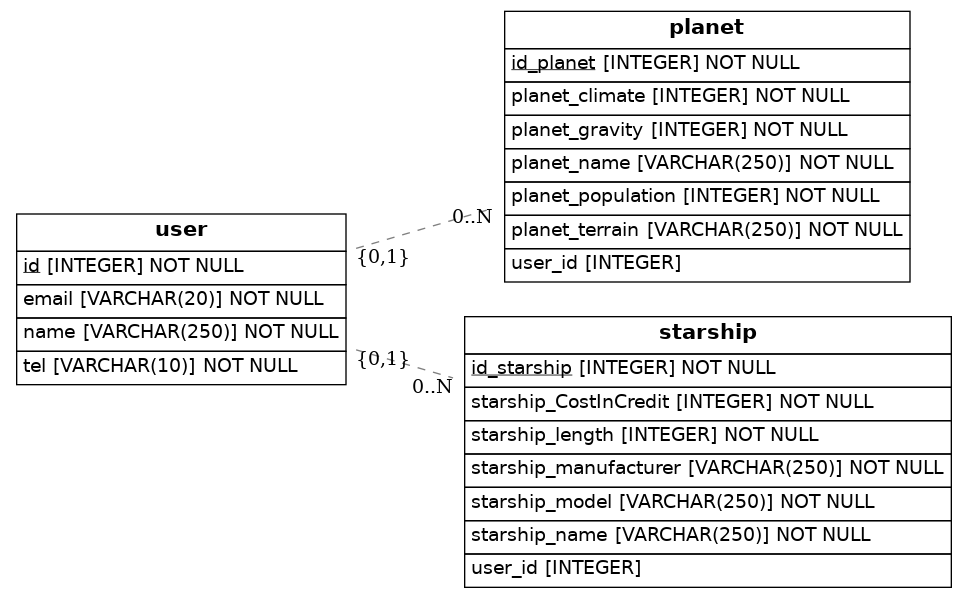 planet
id_planet [INTEGER] NOT NULL
planet_climate [INTEGER] NOT NULL
planet_gravity [INTEGER] NOT NULL
planet_name [VARCHAR(250)] NOT NULL
planet_population [INTEGER] NOT NULL
planet_terrain [VARCHAR(250)] NOT NULL
user_id [INTEGER]
0..N
{0,1}
user
id [INTEGER] NOT NULL
email [VARCHAR(20)] NOT NULL
name [VARCHAR(250)] NOT NULL
tel [VARCHAR(10)] NOT NULL
{0,1}
0..N
starship
id_starship [INTEGER] NOT NULL
starship_CostInCredit [INTEGER] NOT NULL
starship_length [INTEGER] NOT NULL
starship_manufacturer [VARCHAR(250)] NOT NULL
starship_model [VARCHAR(250)] NOT NULL
starship_name [VARCHAR(250)] NOT NULL
user_id [INTEGER]